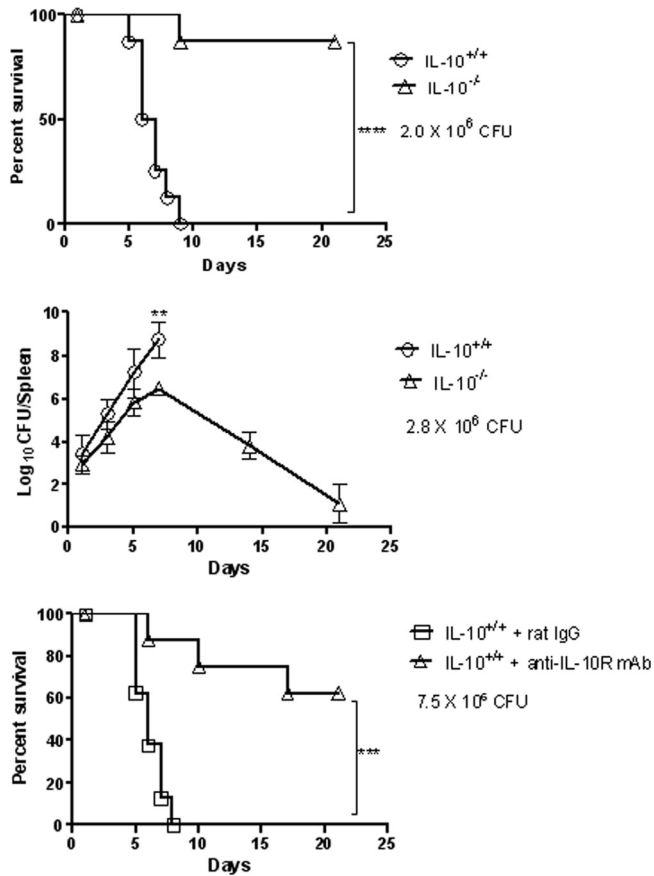 100
50
0
Percent survival
0 5 10 15 20 25
Days
IL-10+/+
IL-10-/-
**** 2.0 X 10⁶ CFU
10
8
6
4
2
0
Log₁₀ CFU/Spleen
**
0 5 10 15 20 25
Days
IL-10+/+
IL-10-/-
2.8 X 10⁶ CFU
100
80
60
40
20
0
Percent survival
0 5 10 15 20 25
Days
IL-10+/+ + rat IgG
IL-10+/+ + anti-IL-10R mAb
7.5 X 10⁶ CFU
***